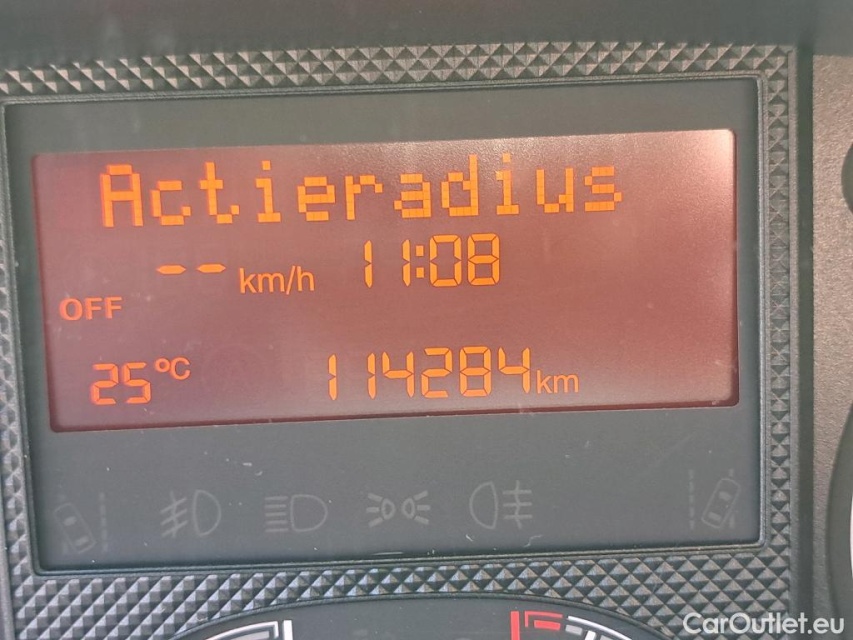 Actieradius
-- km/h 11:08
OFF
25 °C 114284 km
CarOutlet.eu